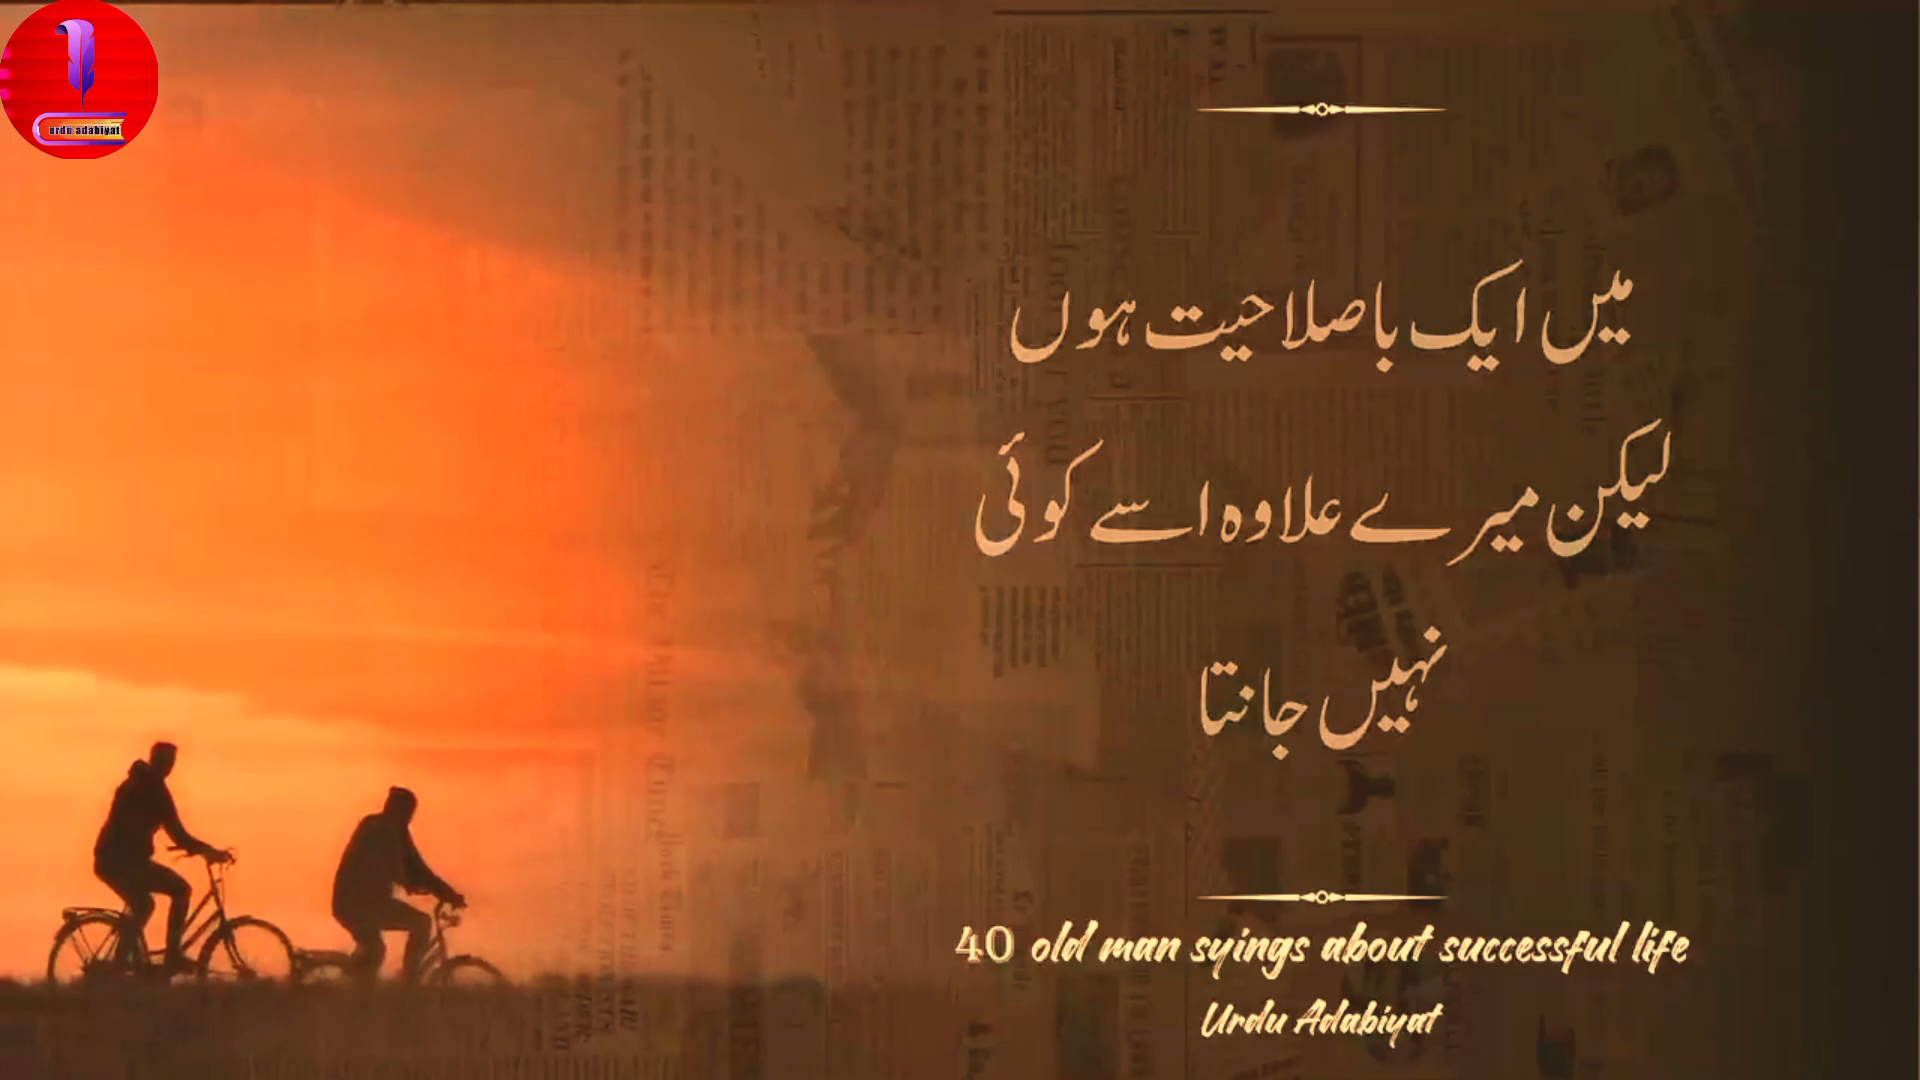 urdu adabiyat
میں ایک باصلاحیت ہوں
لیکن میرے علاوہ اسے کوئی
نہیں جانتا
40 old man syings about successful life
Urdu Adabiyat